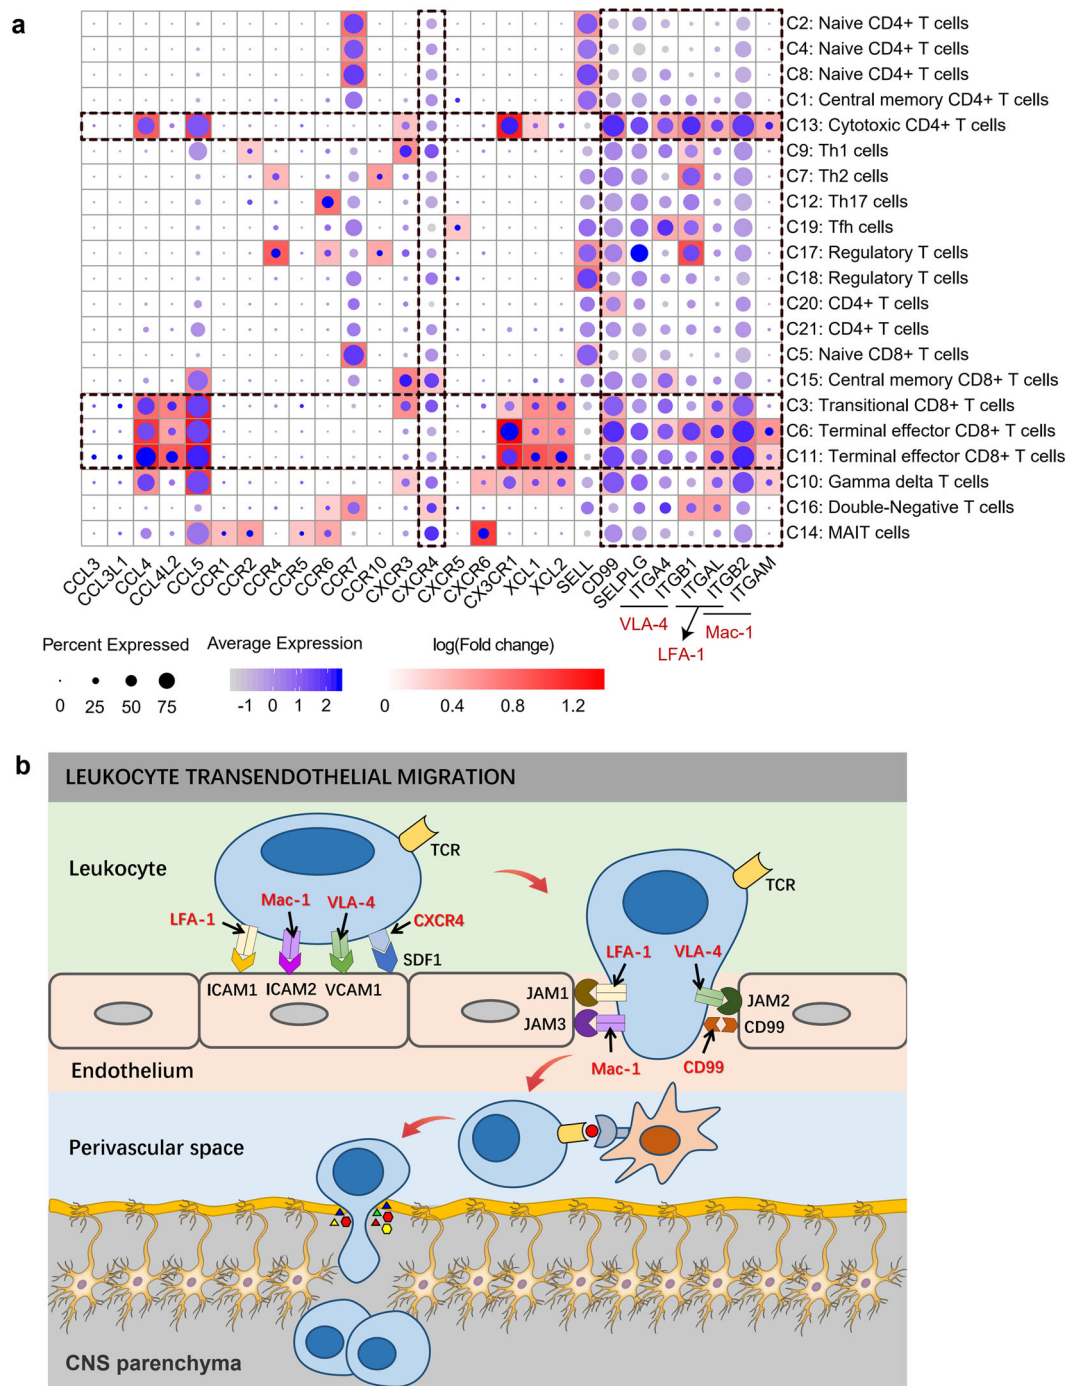 a
C2: Naive CD4+ T cells
C4: Naive CD4+ T cells
C8: Naive CD4+ T cells
C1: Central memory CD4+ T cells
C13: Cytotoxic CD4+ T cells
C9: Th1 cells
C7: Th2 cells
C12: Th17 cells
C19: Tfh cells
C17: Regulatory T cells
C18: Regulatory T cells
C20: CD4+ T cells
C21: CD4+ T cells
C5: Naive CD8+ T cells
C15: Central memory CD8+ T cells
C3: Transitional CD8+ T cells
C6: Terminal effector CD8+ T cells
C11: Terminal effector CD8+ T cells
C10: Gamma delta T cells
C16: Double-Negative T cells
C14: MAIT cells
CCL3 CCL3L1 CCL4 CCL4L2 CCL5 CCR1 CCR2 CCR4 CCR5 CCR6 CCR7 CCR10 CXCR3 CXCR4 CXCR5 CXCR6 CX3CR1 XCL1 XCL2 SELL CD99 SELPLG ITGA4 ITGB1 ITGAL ITGB2 ITGAM
VLA-4 Mac-1
LFA-1
Percent Expressed Average Expression log(Fold change)
0 25 50 75 -1 0 1 2 0 0.4 0.8 1.2
b
LEUKOCYTE TRANSENDOTHELIAL MIGRATION
Leukocyte
TCR
TCR
LFA-1 Mac-1 VLA-4 CXCR4
SDF1
ICAM1 ICAM2 VCAM1
LFA-1 VLA-4
JAM1 JAM2
JAM3 CD99
Mac-1 CD99
Endothelium
Perivascular space
CNS parenchyma